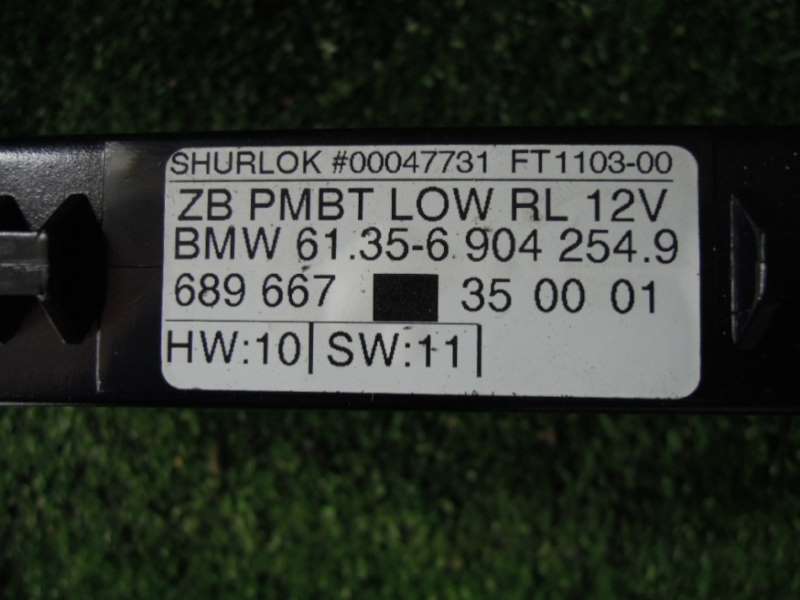 SHURLOK #00047731 FT1103-00
ZB PMBT LOW RL 12V
BMW 61.35-6 904 254.9
689 667 35 00 01
HW:10 SW:11